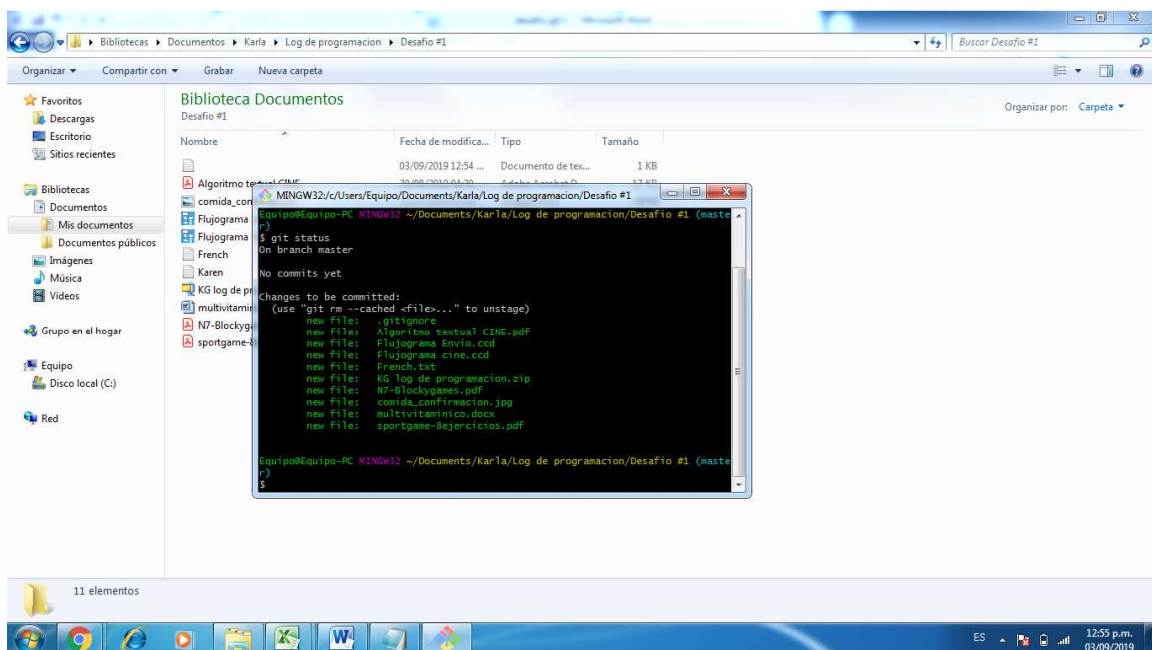 Bibliotecas ▸ Documentos ▸ Karla ▸ Log de programacion ▸ Desafio #1
Buscar Desafio #1
Organizar
Compartir con
Grabar
Nueva carpeta
Favoritos
Descargas
Escritorio
Sitios recientes
Bibliotecas
Documentos
Mis documentos
Documentos públicos
Imágenes
Música
Vídeos
Grupo en el hogar
Equipo
Disco local (C:)
Red
Biblioteca Documentos
Desafio #1
Organizar por: Carpeta
Nombre Fecha de modifica... Tipo Tamaño
03/09/2019 12:54 ... Documento de tex... 1 KB
Algoritmo
comida_con
Flujograma
Flujograma
French
Karen
KG log de
multivitami
N7-Blockyg
sportgame-
MINGW32:/c/Users/Equipo/Documents/Karla/Log de programacion/Desafio #1
Equipo@Equipo-PC MINGW32 ~/Documents/Karla/Log de programacion/Desafio #1 (maste
r)
$ git status
On branch master
No commits yet
Changes to be committed:
(use "git rm --cached <file>..." to unstage)
new file: .gitignore
new file: Algoritmo textual CINE.pdf
new file: Flujograma Envio.ccd
new file: Flujograma cine.ccd
new file: French.txt
new file: KG log de programacion.zip
new file: N7-Blockygames.pdf
new file: comida_confirmacion.jpg
new file: multivitaminico.docx
new file: sportgame-8ejercicios.pdf
Equipo@Equipo-PC MINGW32 ~/Documents/Karla/Log de programacion/Desafio #1 (maste
r)
$
11 elementos
ES
12:55 p.m.
03/09/2019